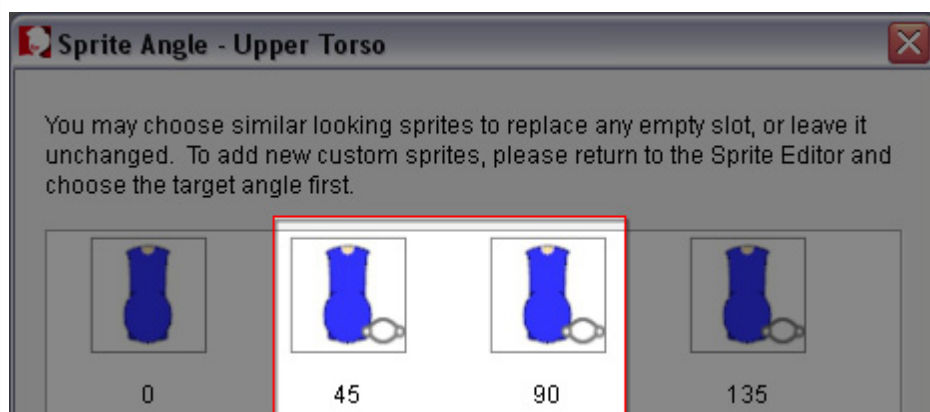 Sprite Angle - Upper Torso
You may choose similar looking sprites to replace any empty slot, or leave it
unchanged. To add new custom sprites, please return to the Sprite Editor and
choose the target angle first.
0 45 90 135